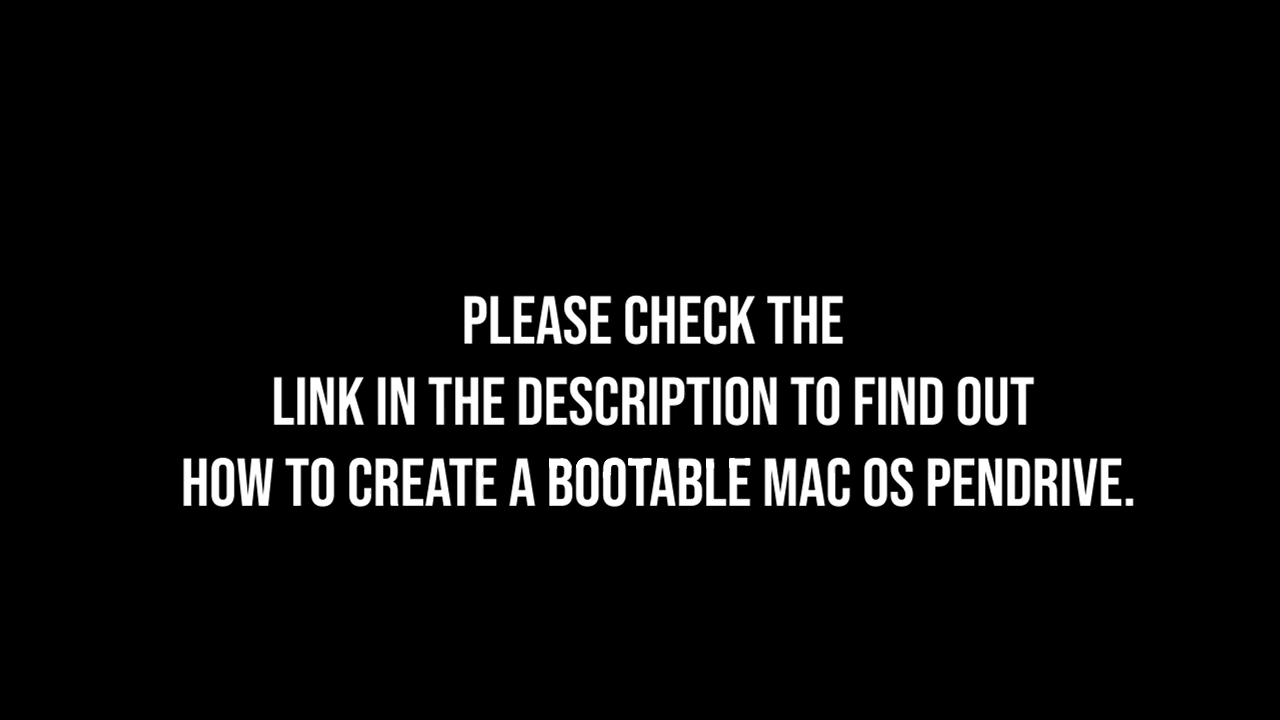 PLEASE CHECK THE
LINK IN THE DESCRIPTION TO FIND OUT
HOW TO CREATE A BOOTABLE MAC OS PENDRIVE.